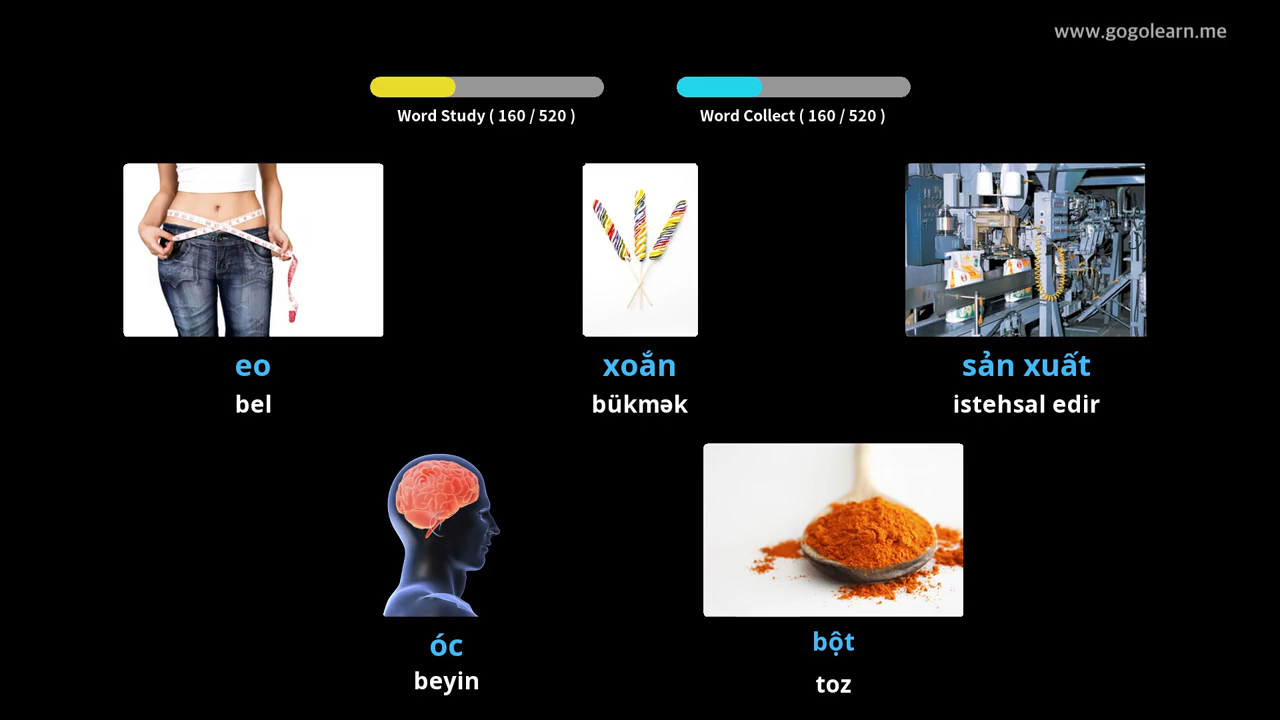 www.gogolearn.me
Word Study ( 160 / 520 )
Word Collect ( 160 / 520 )
eo
bel
xoắn
bükmək
sản xuất
istehsal edir
óc
beyin
bột
toz